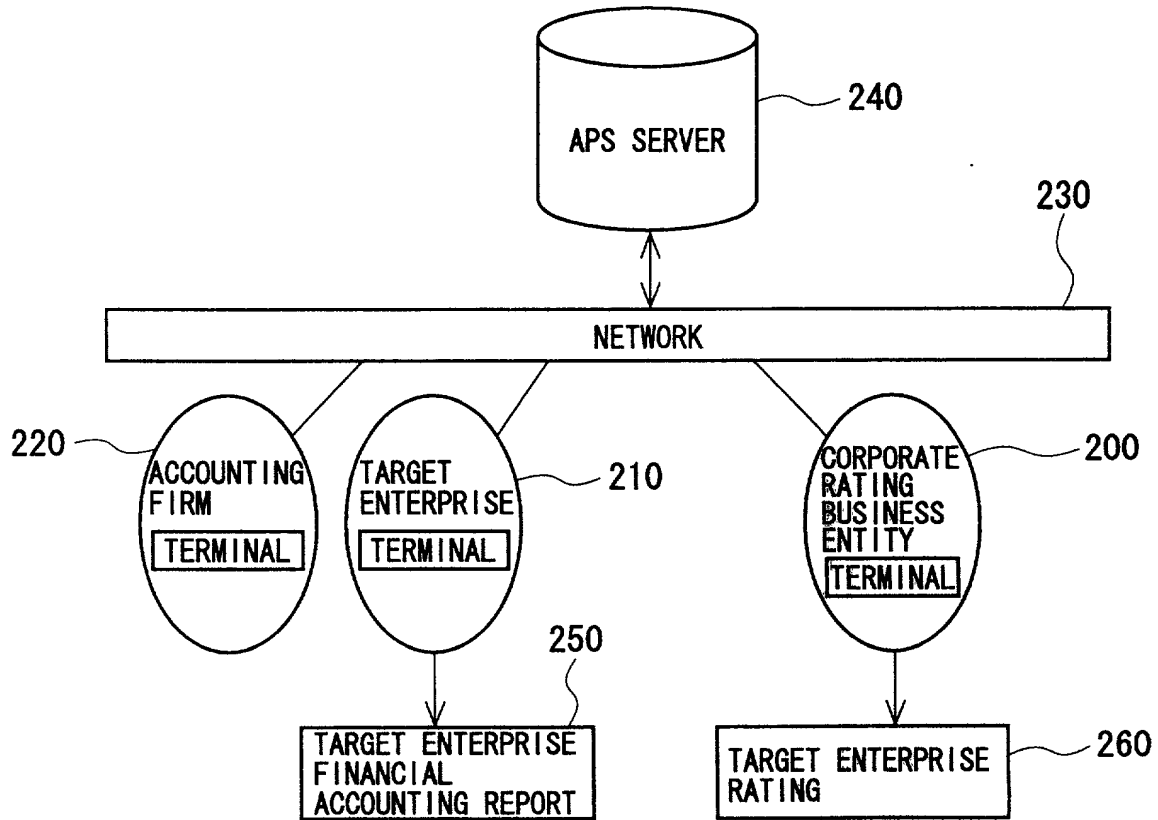 240
APS SERVER
230
NETWORK
220
ACCOUNTING
FIRM
TERMINAL
TARGET
ENTERPRISE
TERMINAL
210
CORPORATE
RATING
BUSINESS
ENTITY
TERMINAL
200
250
TARGET ENTERPRISE
FINANCIAL
ACCOUNTING REPORT
TARGET ENTERPRISE
RATING
260